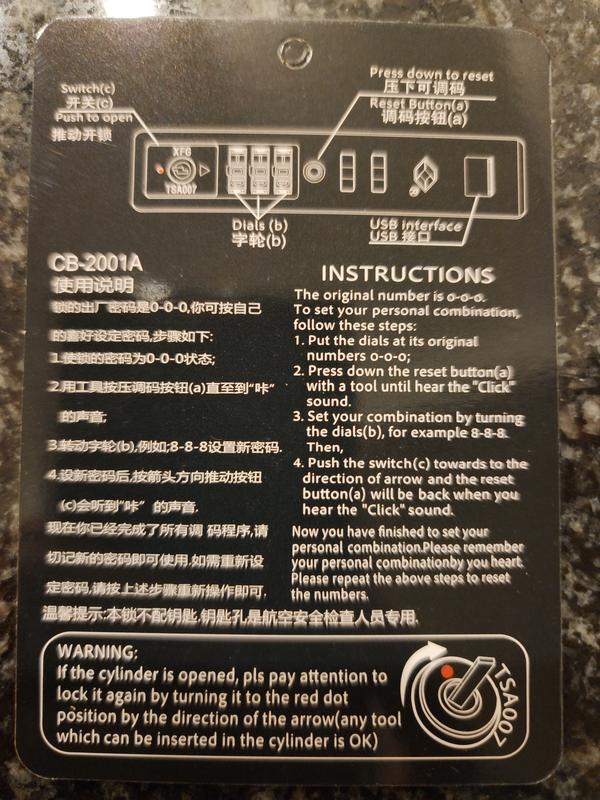 Switch(c)
开关(c)
Push to open
推动开锁
Press down to reset
压下可调码
Reset Button(a)
调码按钮(a)
XFG
TSA007
Dials (b)
字轮(b)
USB interface
USB 接口
CB-2001A
使用说明
锁的出厂密码是0-0-0,你可按自己
的喜好设定密码,步骤如下:
1.使锁的密码为0-0-0状态;
2.用工具按压调码按钮(a)直至到“咔”
的声音;
3.转动字轮(b),例如;8-8-8设置新密码.
4.设新密码后,按箭头方向推动按钮
(c)会听到“咔” 的声音.
现在你已经完成了所有调 码程序,请
切记新的密码即可使用.如需重新设
定密码,请按上述步骤重新操作即可.
温馨提示:本锁不配钥匙,钥匙孔是航空安全检查人员专用.
INSTRUCTIONS
The original number is o-o-o.
To set your personal combination,
follow these steps:
1. Put the dials at its original
numbers o-o-o;
2. Press down the reset button(a)
with a tool until hear the "Click"
sound.
3. Set your combination by turning
the dials(b), for example 8-8-8.
Then,
4. Push the switch(c) towards to the
direction of arrow and the reset
button(a) will be back when you
hear the "Click" sound.
Now you have finished to set your
personal combination.Please remember
your personal combinationby you heart.
Please repeat the above steps to reset
the numbers.
WARNING:
If the cylinder is opened, pls pay attention to
lock it again by turning it to the red dot
position by the direction of the arrow(any tool
which can be inserted in the cylinder is OK)
TSA007